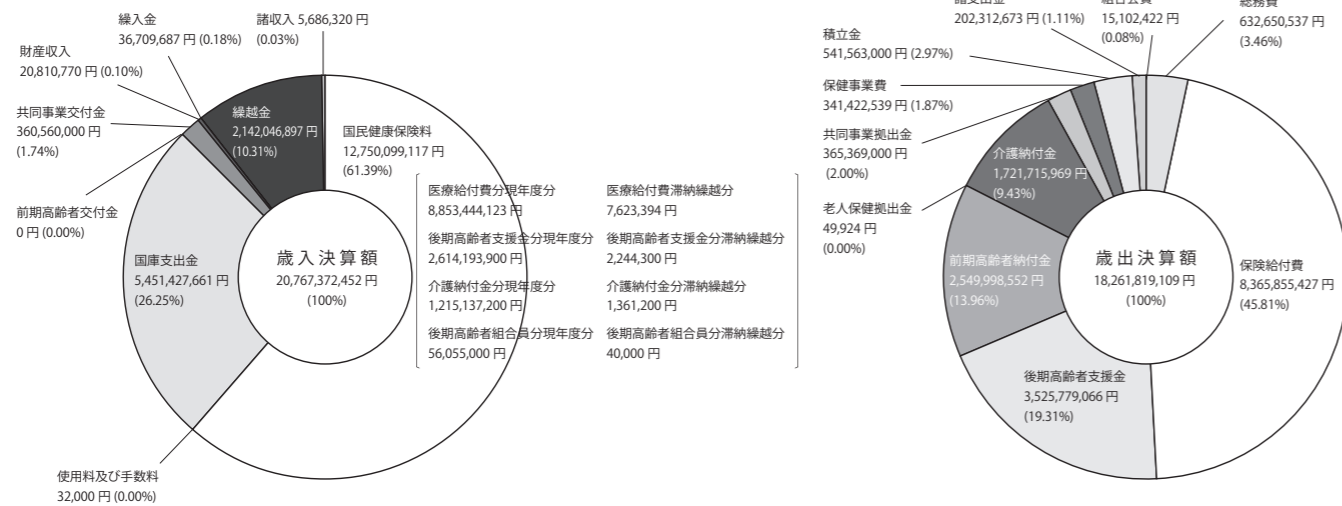 繰入金
36,709,687 円 (0.18%)
諸収入 5,686,320 円
(0.03%)
財産収入
20,810,770 円 (0.10%)
共同事業交付金
360,560,000 円
(1.74%)
前期高齢者交付金
0 円 (0.00%)
繰越金
2,142,046,897 円
(10.31%)
国民健康保険料
12,750,099,117 円
(61.39%)
国庫支出金
5,451,427,661 円
(26.25%)
歳入決算額
20,767,372,452 円
(100%)
使用料及び手数料
32,000 円 (0.00%)
医療給付費分現年度分
8,853,444,123 円
医療給付費滞納繰越分
7,623,394 円
後期高齢者支援金分現年度分
2,614,193,900 円
後期高齢者支援金分滞納繰越分
2,244,300 円
介護納付金分現年度分
1,215,137,200 円
介護納付金分滞納繰越分
1,361,200 円
後期高齢者組合員分現年度分
56,055,000 円
後期高齢者組合員分滞納繰越分
40,000 円
諸支出金
202,312,673 円 (1.11%)
組合会費
15,102,422 円
(0.08%)
総務費
632,650,537 円
(3.46%)
積立金
541,563,000 円 (2.97%)
保健事業費
341,422,539 円 (1.87%)
共同事業拠出金
365,369,000 円
(2.00%)
老人保健拠出金
49,924 円
(0.00%)
介護納付金
1,721,715,969 円
(9.43%)
前期高齢者納付金
2,549,998,552 円
(13.96%)
歳出決算額
18,261,819,109 円
(100%)
保険給付費
8,365,855,427 円
(45.81%)
後期高齢者支援金
3,525,779,066 円
(19.31%)